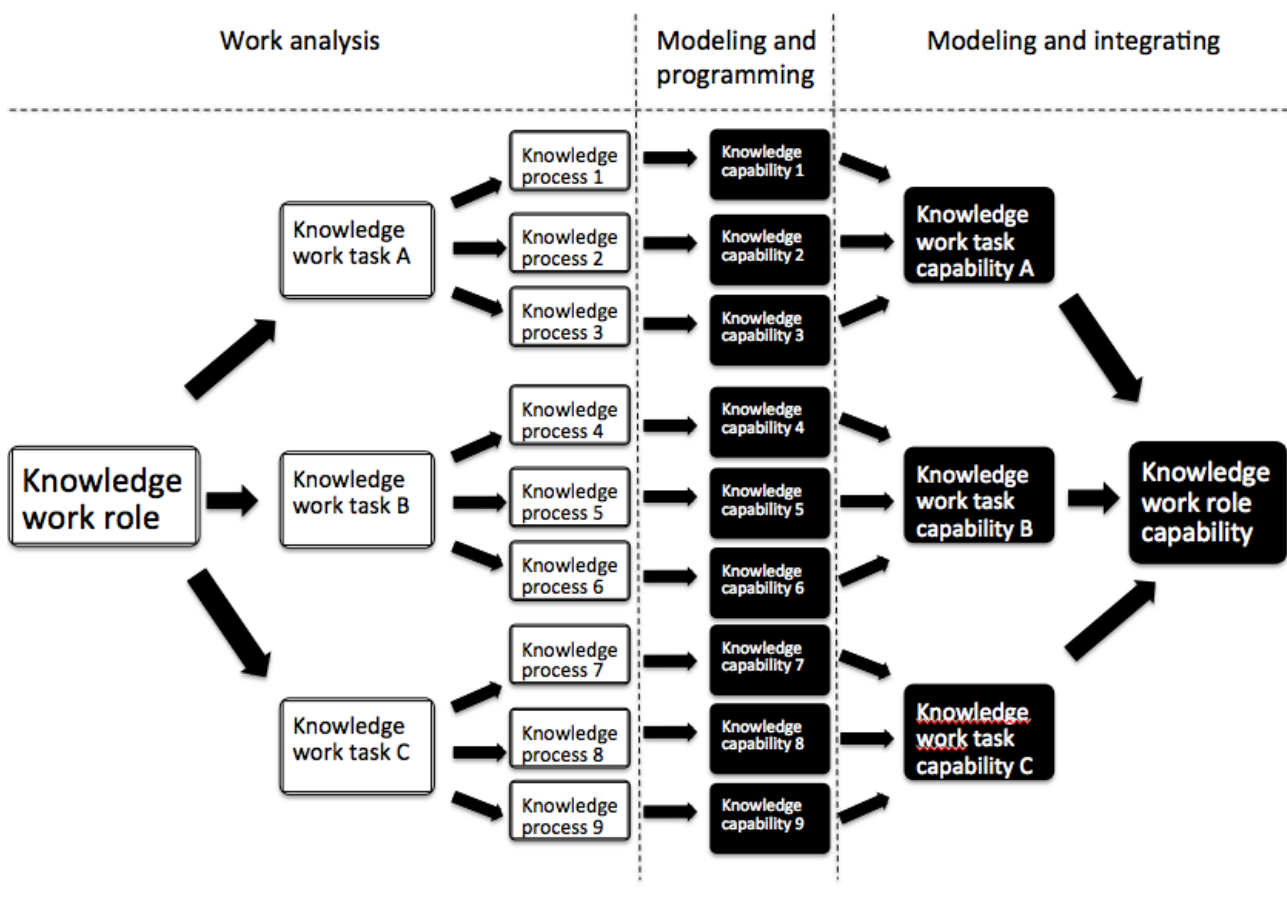 Work analysis
Modeling and
programming
Modeling and integrating
Knowledge
work role
Knowledge
work task A
Knowledge
work task B
Knowledge
work task C
Knowledge
process 1
Knowledge
process 2
Knowledge
process 3
Knowledge
process 4
Knowledge
process 5
Knowledge
process 6
Knowledge
process 7
Knowledge
process 8
Knowledge
process 9
Knowledge
capability 1
Knowledge
capability 2
Knowledge
capability 3
Knowledge
capability 4
Knowledge
capability 5
Knowledge
capability 6
Knowledge
capability 7
Knowledge
capability 8
Knowledge
capability 9
Knowledge
work task
capability A
Knowledge
work task
capability B
Knowledge
work task
capability C
Knowledge
work role
capability